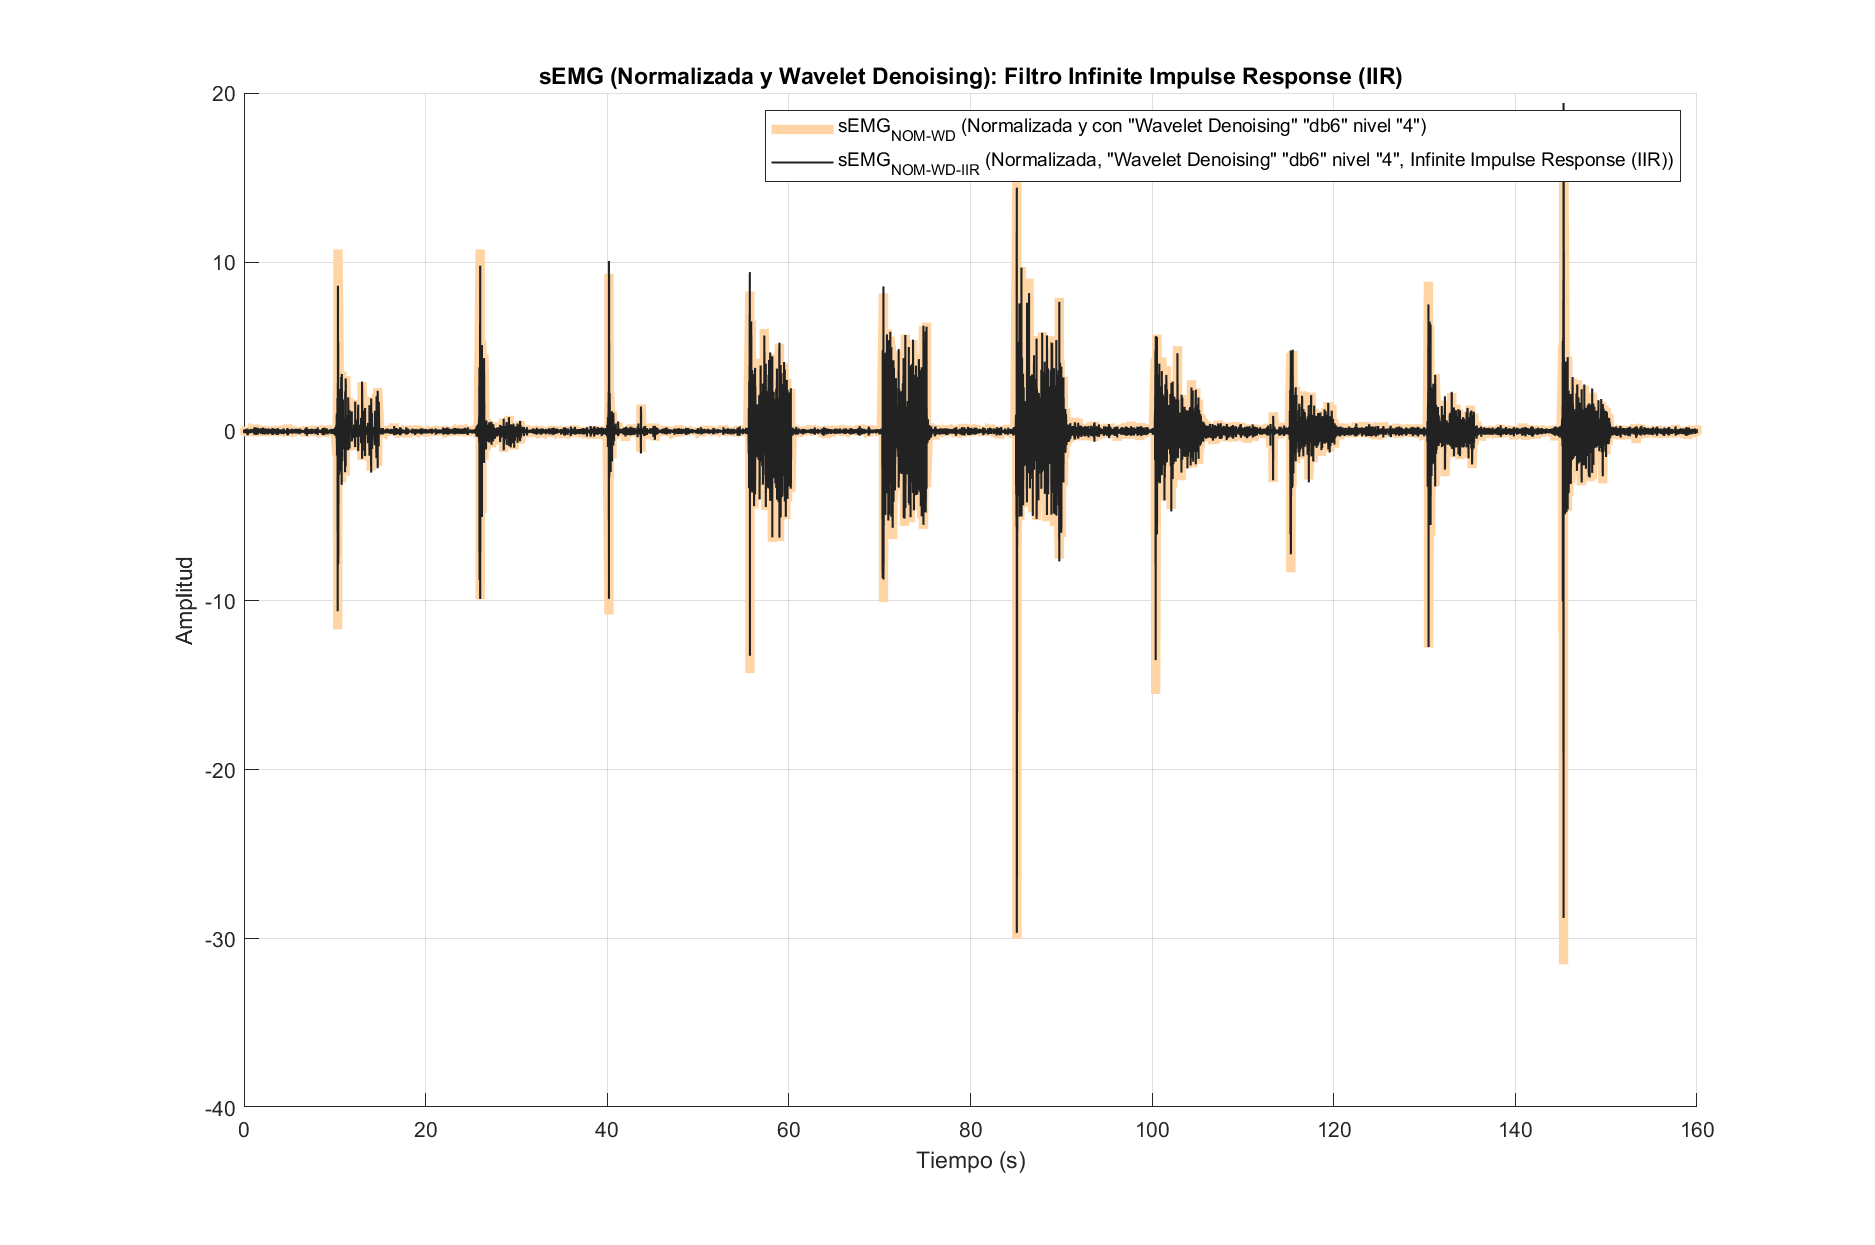 sEMG (Normalizada y Wavelet Denoising): Filtro Infinite Impulse Response (IIR)
sEMG_NOM-WD (Normalizada y con "Wavelet Denoising" "db6" nivel "4")
sEMG_NOM-WD-IIR (Normalizada, "Wavelet Denoising" "db6" nivel "4", Infinite Impulse Response (IIR))
20
10
0
-10
-20
-30
-40
Amplitud
0 20 40 60 80 100 120 140 160
Tiempo (s)